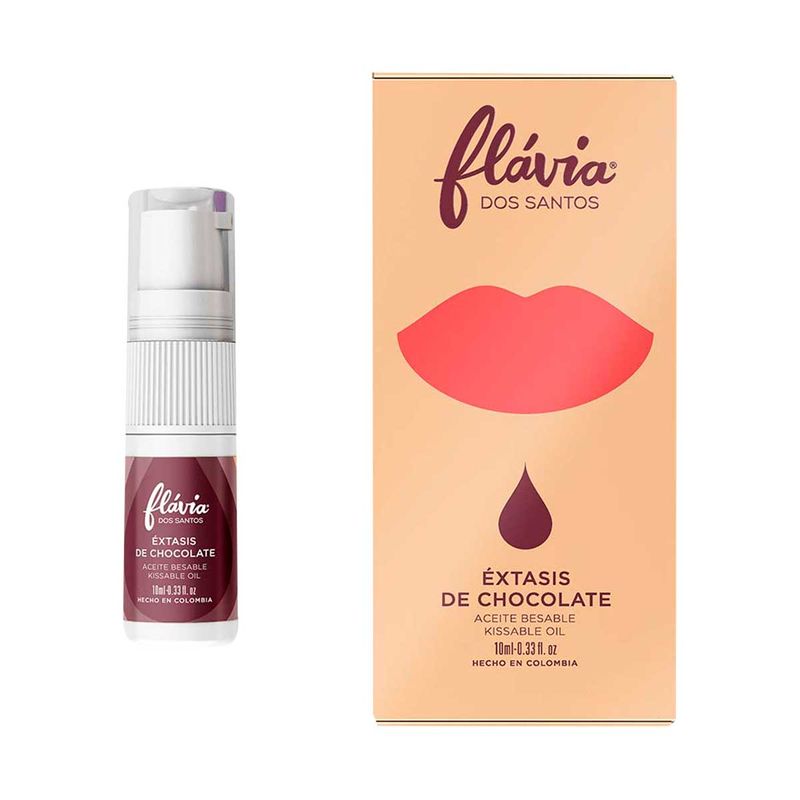 flávia
DOS SANTOS
ÉXTASIS
DE CHOCOLATE
ACEITE BESABLE
KISSABLE OIL
10ml-0.33 fl. oz
HECHO EN COLOMBIA
flávia®
DOS SANTOS
ÉXTASIS
DE CHOCOLATE
ACEITE BESABLE
KISSABLE OIL
10ml-0.33 fl. oz
HECHO EN COLOMBIA